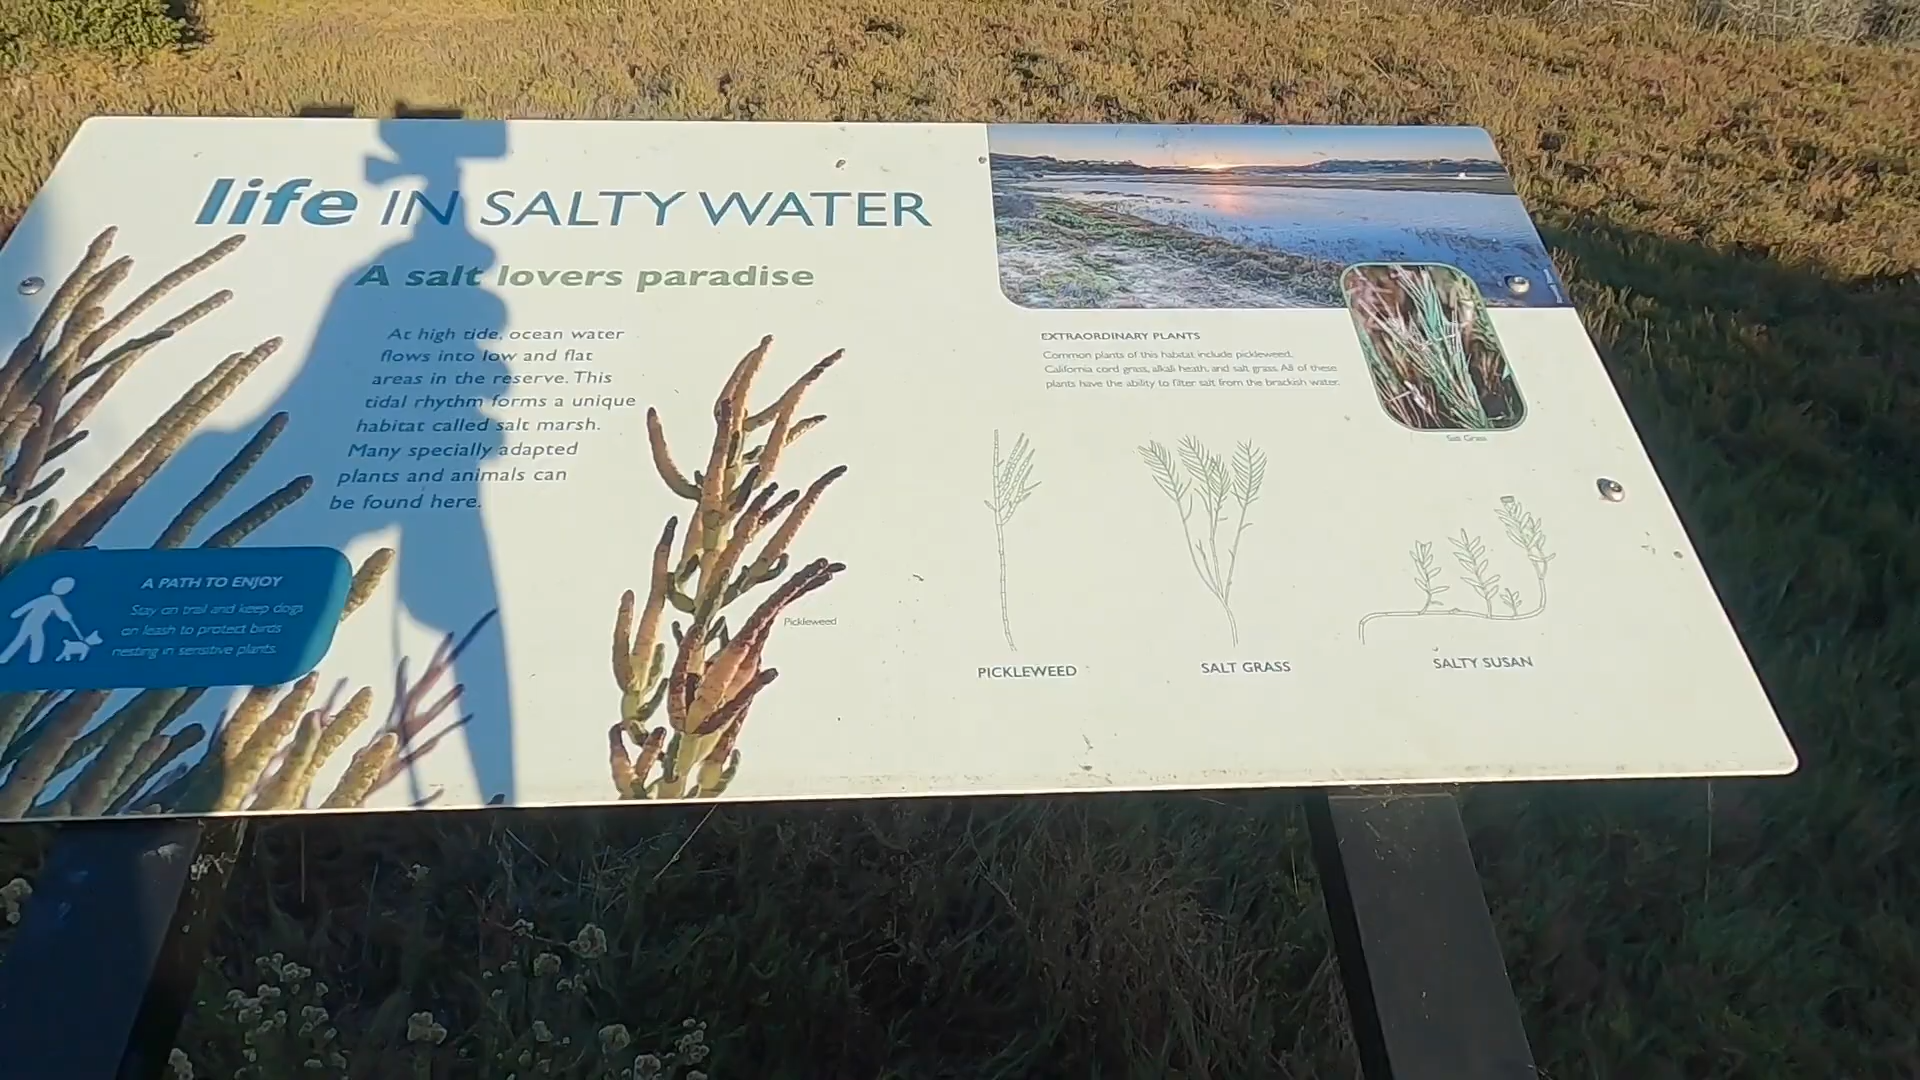 life IN SALTY WATER
A salt lovers paradise
At high tide, ocean water
flows into low and flat
areas in the reserve. This
tidal rhythm forms a unique
habitat called salt marsh.
Many specially adapted
plants and animals can
be found here.
A PATH TO ENJOY
Stay on trail and keep dogs
on leash to protect birds
nesting in sensitive plants.
Pickleweed
EXTRAORDINARY PLANTS
Common plants of this habitat include pickleweed,
California cord grass, alkali heath, and salt grass. All of these
plants have the ability to filter salt from the brackish water.
Salt Grass
PICKLEWEED
SALT GRASS
SALTY SUSAN